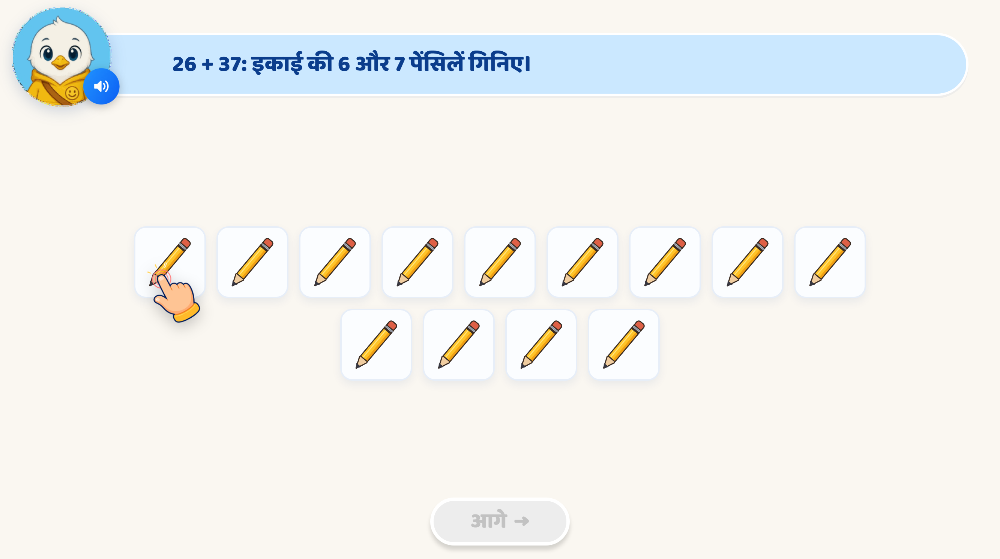 26 + 37: इकाई की 6 और 7 पेंसिलें गिनिए।
आगे →